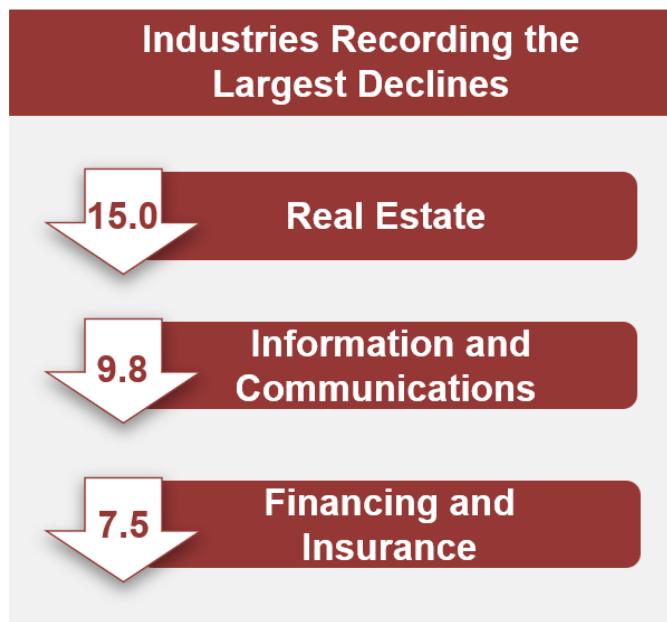 Industries Recording the
Largest Declines
15.0
Real Estate
9.8
Information and
Communications
7.5
Financing and
Insurance